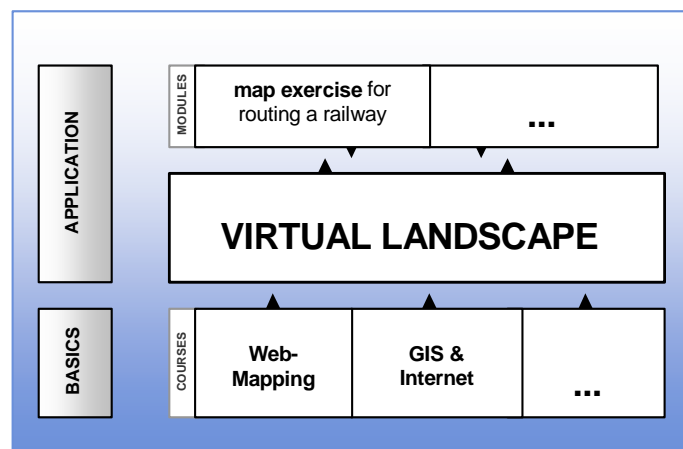 APPLICATION
MODULES
map exercise for
routing a railway
...
VIRTUAL LANDSCAPE
BASICS
COURSES
Web-
Mapping
GIS &
Internet
...